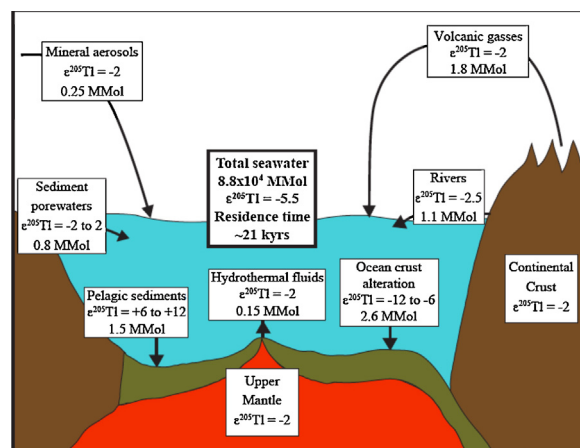 Mineral aerosols
ε²⁰⁵Tl = -2
0.25 MMol
Volcanic gasses
ε²⁰⁵Tl = -2
1.8 MMol
Total seawater
8.8x10⁴ MMol
ε²⁰⁵Tl = -5.5
Residence time
~21 kyrs
Sediment
porewaters
ε²⁰⁵Tl = -2 to 2
0.8 MMol
Rivers
ε²⁰⁵Tl = -2.5
1.1 MMol
Pelagic sediments
ε²⁰⁵Tl = +6 to +12
1.5 MMol
Hydrothermal fluids
ε²⁰⁵Tl = -2
0.15 MMol
Ocean crust
alteration
ε²⁰⁵Tl = -12 to -6
2.6 MMol
Continental
Crust
ε²⁰⁵Tl = -2
Upper
Mantle
ε²⁰⁵Tl = -2